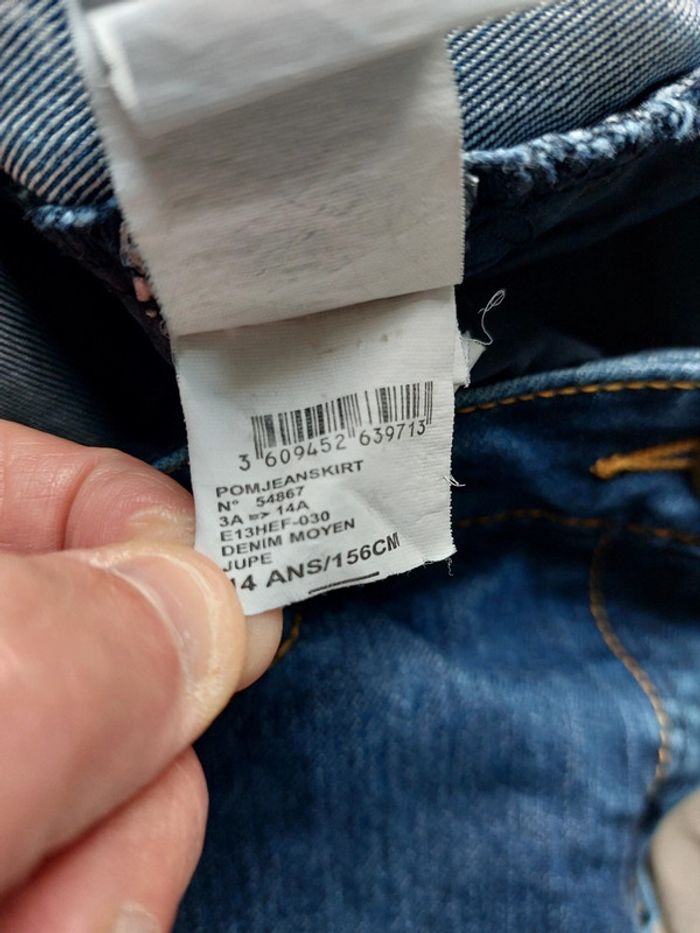 3 609452 639713
POMJEANSKIRT
N° 54867
3A => 14A
E13HEF-030
DENIM MOYEN
JUPE
14 ANS/156CM